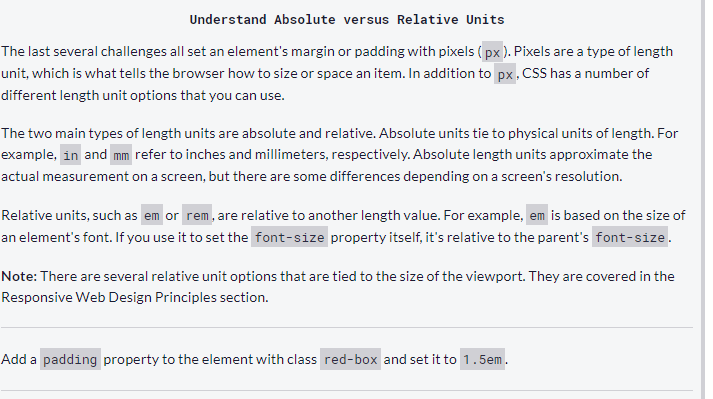 Understand Absolute versus Relative Units
The last several challenges all set an element's margin or padding with pixels ( px ). Pixels are a type of length
unit, which is what tells the browser how to size or space an item. In addition to px , CSS has a number of
different length unit options that you can use.
The two main types of length units are absolute and relative. Absolute units tie to physical units of length. For
example, in and mm refer to inches and millimeters, respectively. Absolute length units approximate the
actual measurement on a screen, but there are some differences depending on a screen's resolution.
Relative units, such as em or rem , are relative to another length value. For example, em is based on the size of
an element's font. If you use it to set the font-size property itself, it's relative to the parent's font-size .
Note: There are several relative unit options that are tied to the size of the viewport. They are covered in the
Responsive Web Design Principles section.
Add a padding property to the element with class red-box and set it to 1.5em .